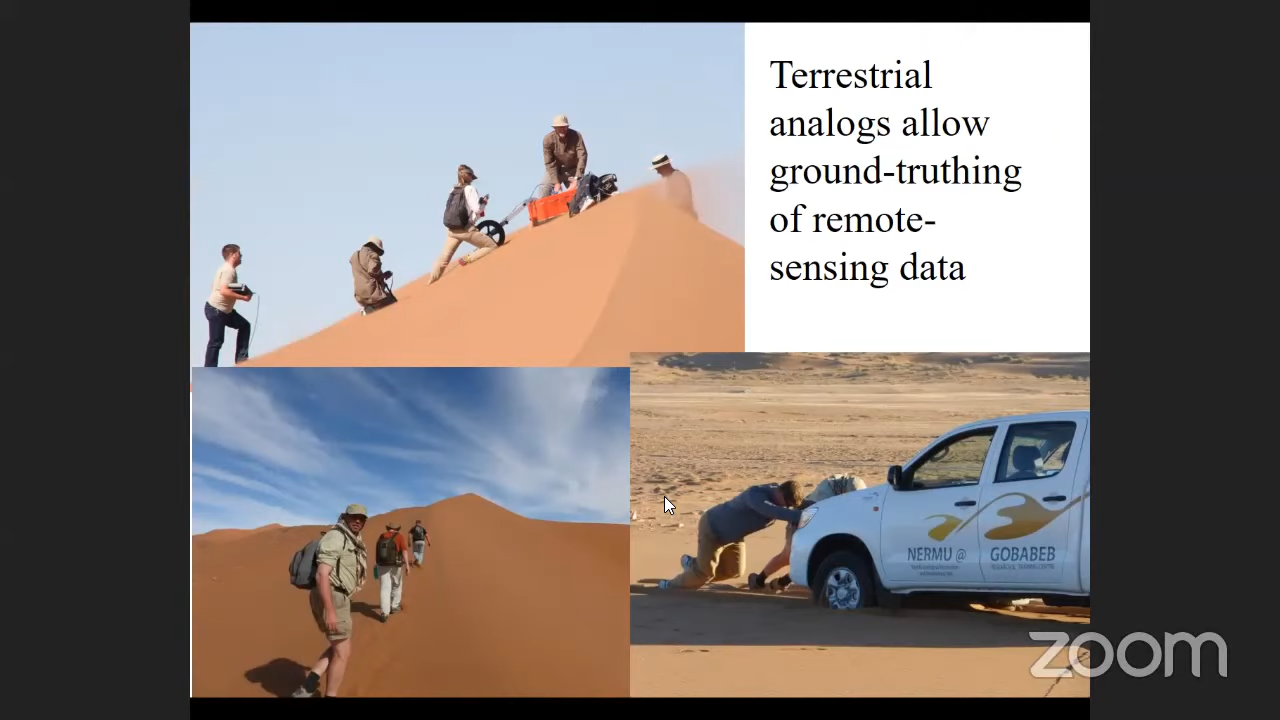 Terrestrial
analogs allow
ground-truthing
of remote-
sensing data
NERMU @
GOBABEB
zoom